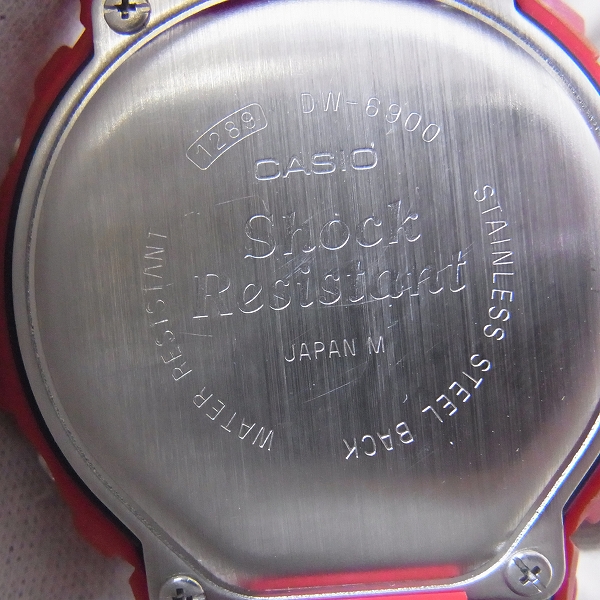 1289 DW-6900
CASIO
Shock
Resistant
JAPAN M
WATER RESISTANT
STAINLESS STEEL BACK